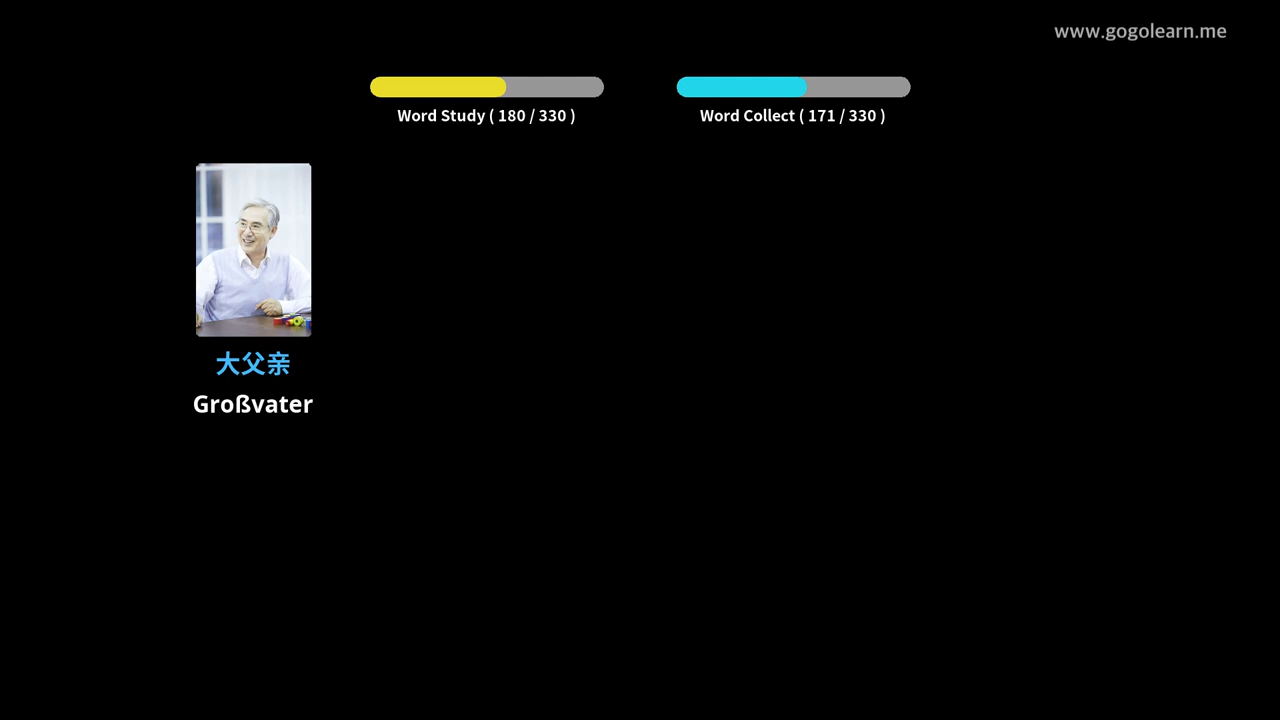 www.gogolearn.me
Word Study ( 180 / 330 )
Word Collect ( 171 / 330 )
大父亲
Großvater